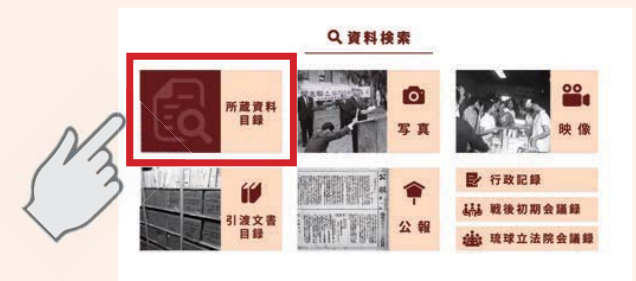 資料検索
所蔵資料
目録
写真
映像
引渡文書
目録
公報
行政記録
戦後初期会議録
琉球立法院会議録